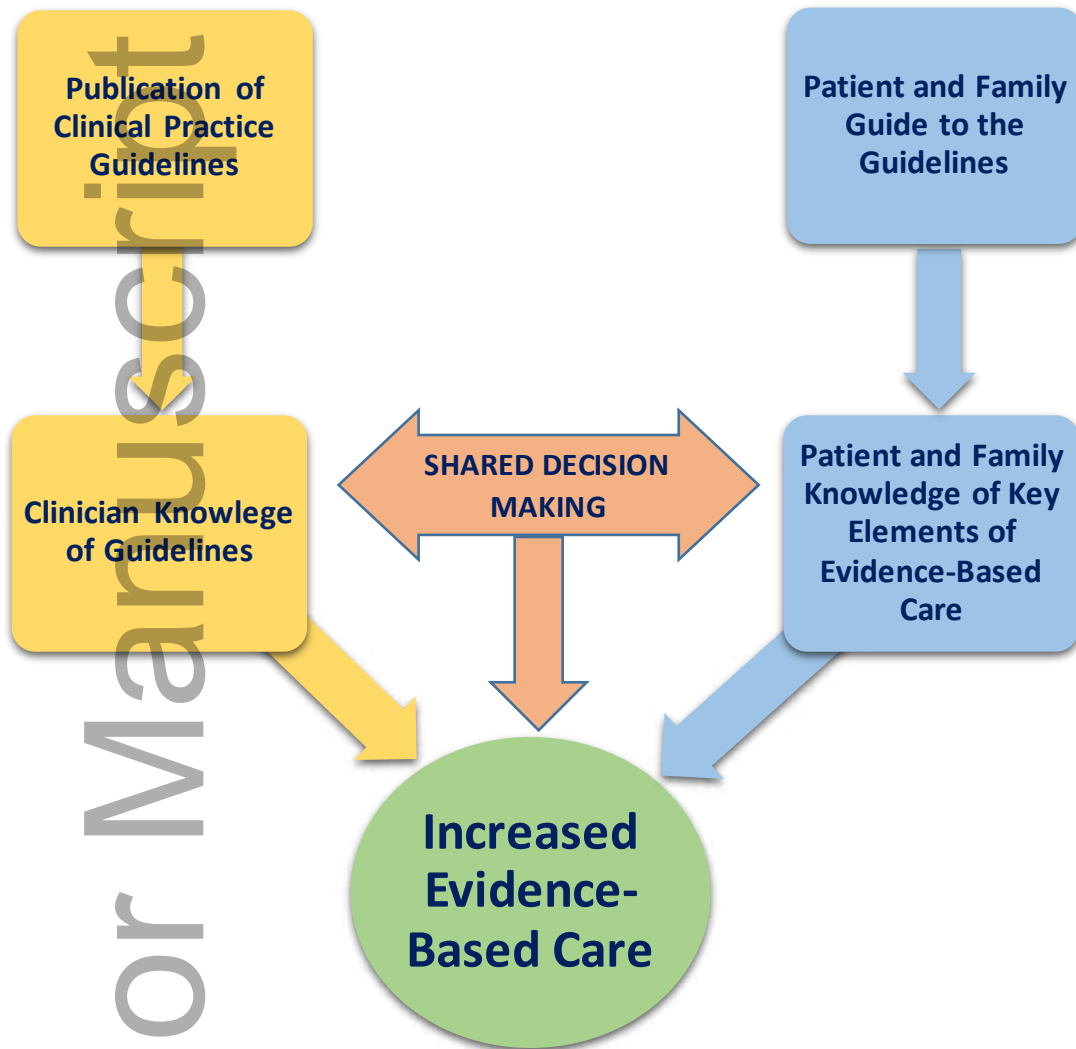 Publication of
Clinical Practice
Guidelines
Patient and Family
Guide to the
Guidelines
Clinician Knowlege
of Guidelines
SHARED DECISION
MAKING
Patient and Family
Knowledge of Key
Elements of
Evidence-Based
Care
Increased
Evidence-
Based Care
or Manuscript